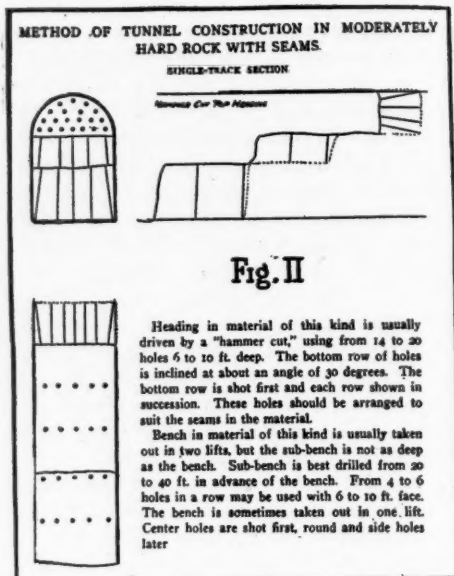 METHOD OF TUNNEL CONSTRUCTION IN MODERATELY
HARD ROCK WITH SEAMS.
SINGLE-TRACK SECTION
HAMMER CUT TOP HEADING
Fig. II
Heading in material of this kind is usually
driven by a "hammer cut," using from 14 to 20
holes 6 to 10 ft. deep. The bottom row of holes
is inclined at about an angle of 30 degrees. The
bottom row is shot first and each row shown in
succession. These holes should be arranged to
suit the seams in the material.
Bench in material of this kind is usually taken
out in two lifts, but the sub-bench is not as deep
as the bench. Sub-bench is best drilled from 20
to 40 ft. in advance of the bench. From 4 to 6
holes in a row may be used with 6 to 10 ft. face.
The bench is sometimes taken out in one lift.
Center holes are shot first, round and side holes
later